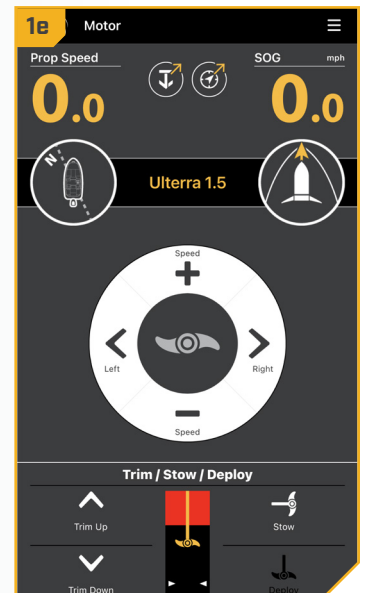 1e
Motor
Prop Speed
SOG mph
0.0
0.0
N
Ulterra 1.5
Speed
Left
Right
Speed
Trim / Stow / Deploy
Trim Up
Stow
Trim Down
Deploy